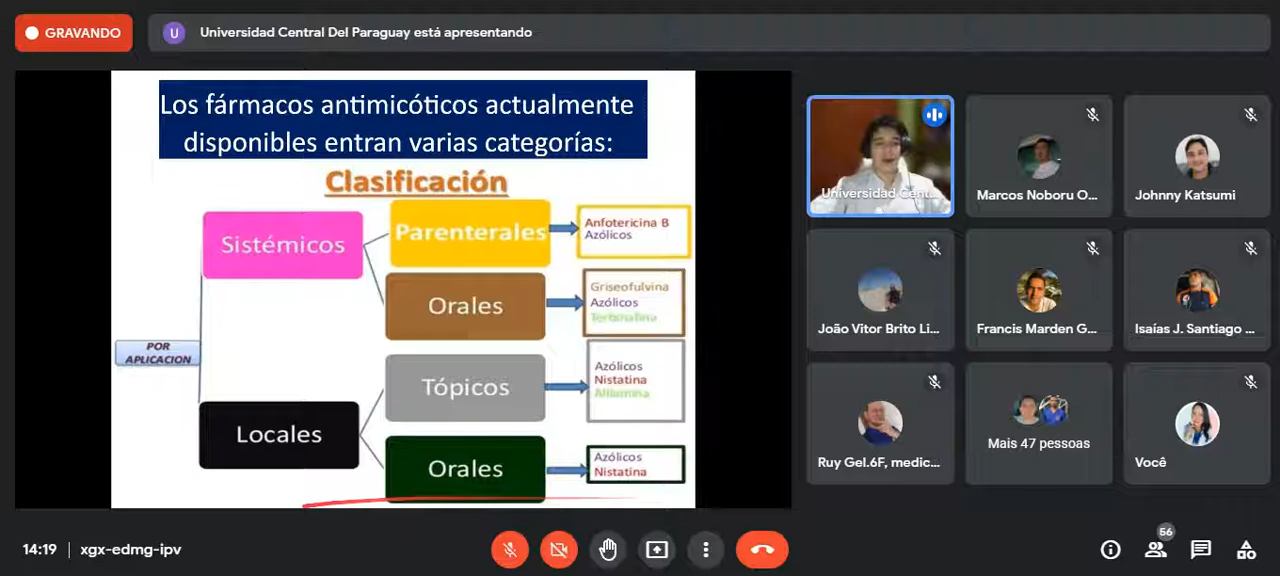 GRAVANDO
U
Universidad Central Del Paraguay está apresentando
Los fármacos antimicóticos actualmente
disponibles entran varias categorías:
Clasificación
Sistémicos
Parenterales
Anfotericina B
Azólicos
Orales
Griseofulvina
Azólicos
Terbinafina
POR
APLICACION
Tópicos
Azólicos
Nistatina
Locales
Orales
Azólicos
Nistatina
Universidad Cent...
Marcos Noboru O...
Johnny Katsumi
João Vitor Brito Li...
Francis Marden G...
Isaías J. Santiago ...
Ruy Gel.6F, medic...
Mais 47 pessoas
Você
14:19 | xgx-edmg-ipv
56